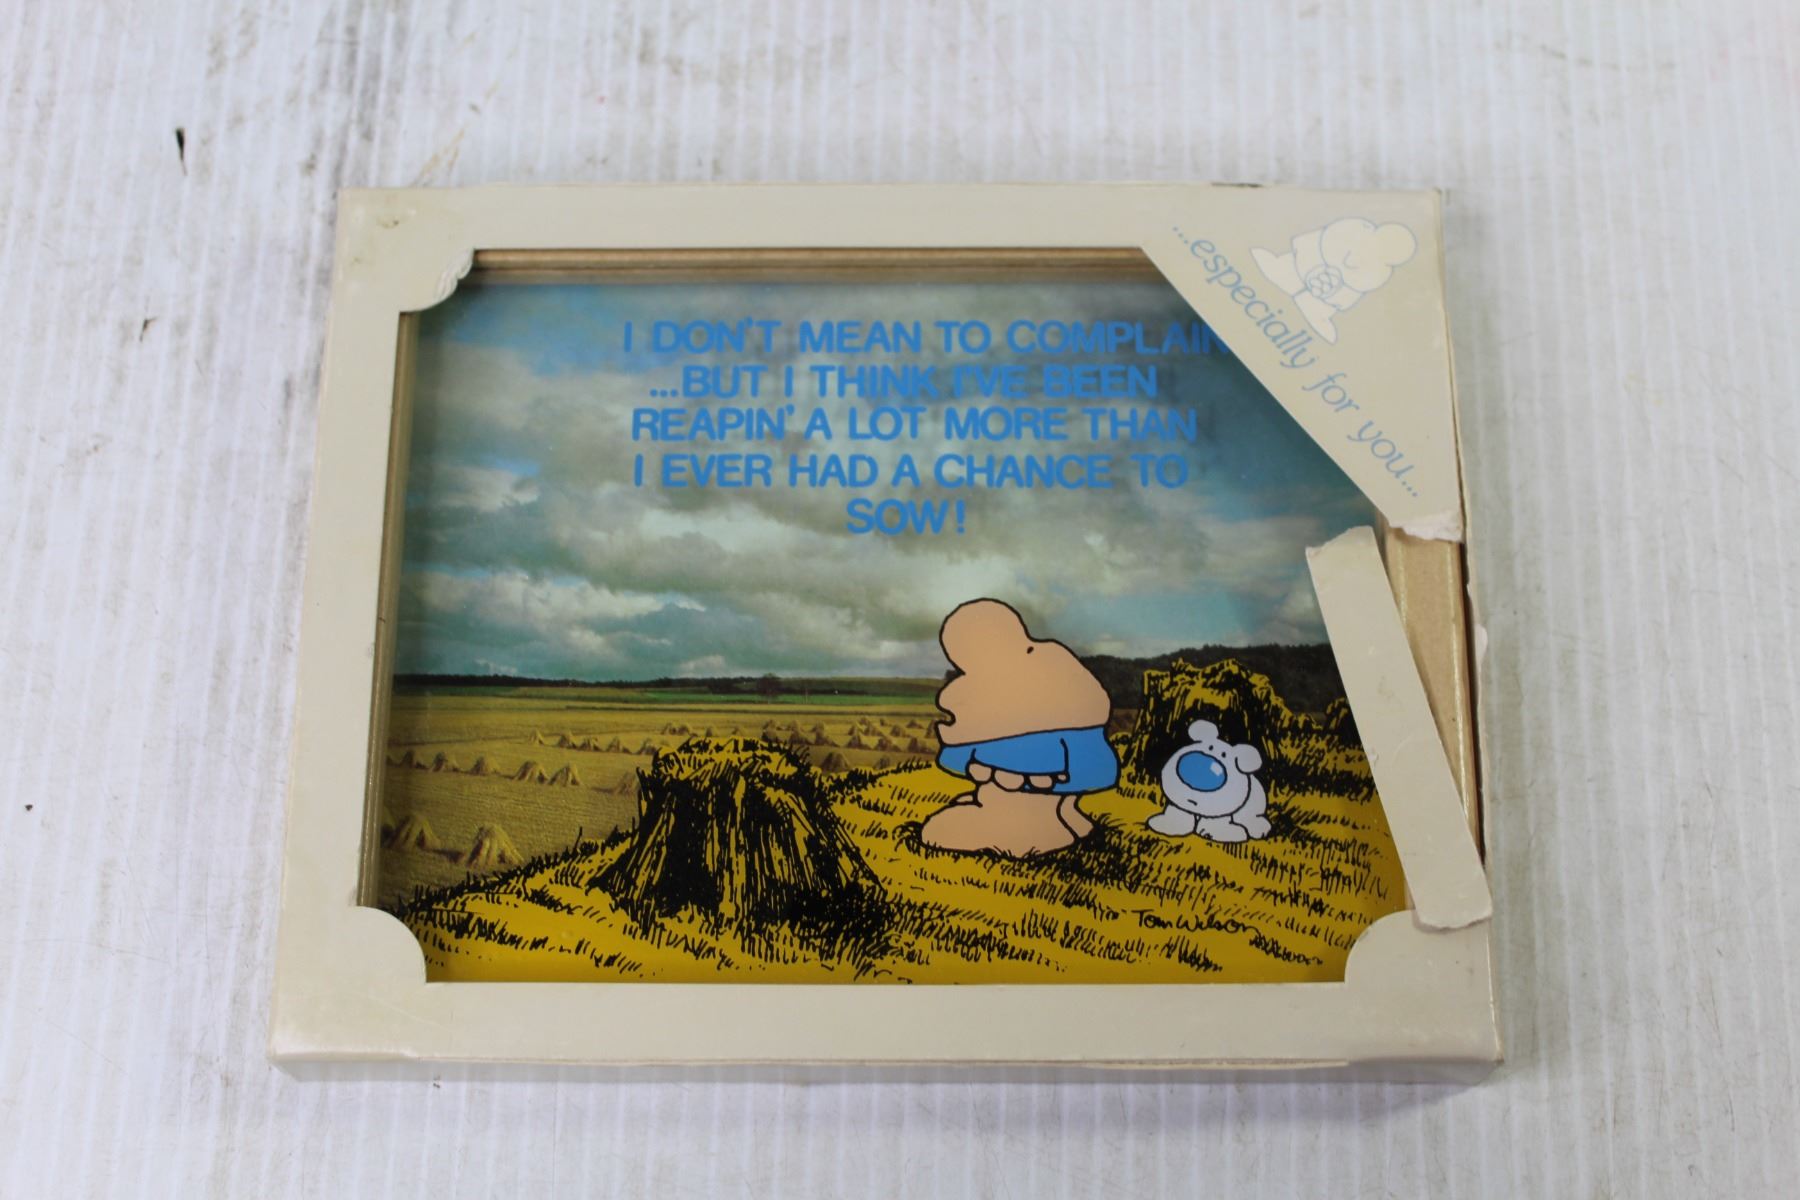 I DON'T MEAN TO COMPLAIN
...BUT I THINK I'VE BEEN
REAPIN' A LOT MORE THAN
I EVER HAD A CHANCE TO
SOW!
...especially for you...
Tom Wilson